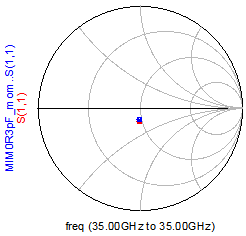 MIM0R3pF_mom..S(1,1)
S(1,1)
freq (35.00GHz to 35.00GHz)